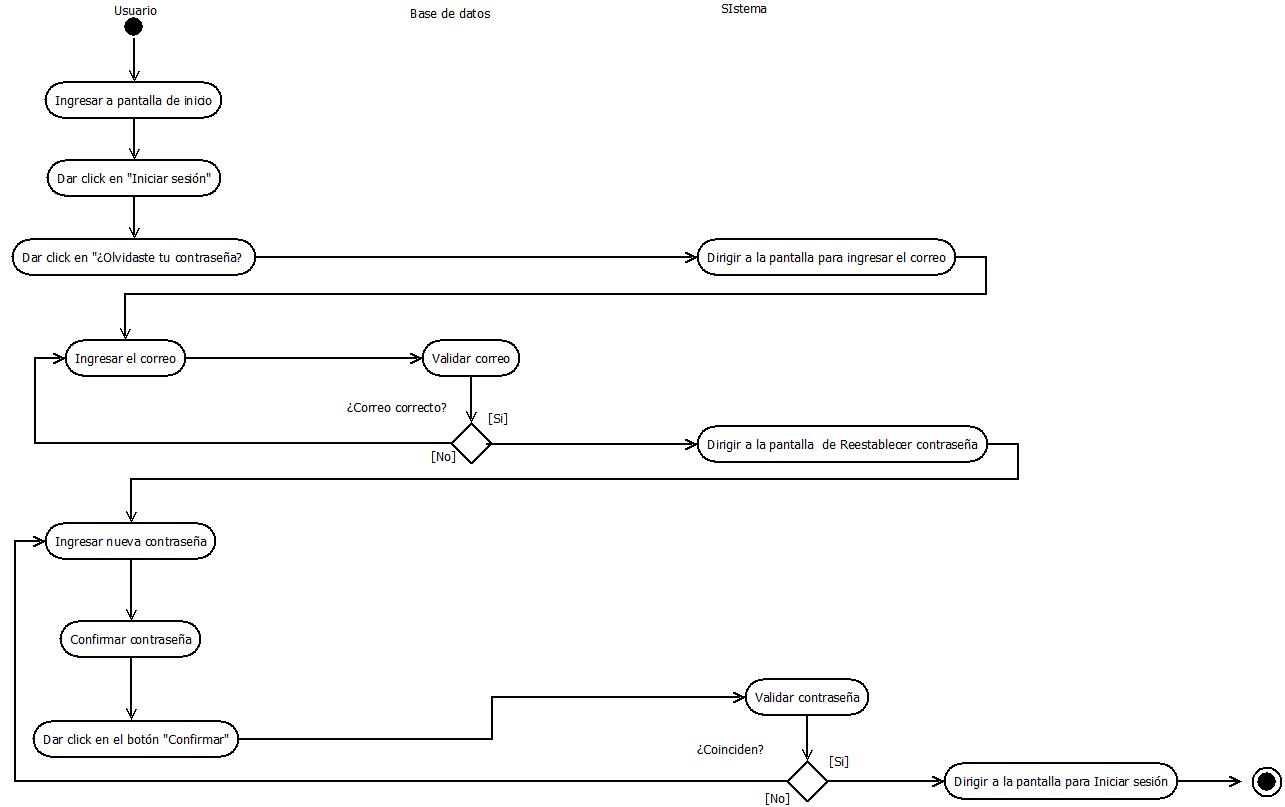 Usuario
Base de datos
SIstema
Ingresar a pantalla de inicio
Dar click en "Iniciar sesión"
Dar click en "¿Olvidaste tu contraseña?
Dirigir a la pantalla para ingresar el correo
Ingresar el correo
Validar correo
¿Correo correcto?
[Si]
[No]
Dirigir a la pantalla  de Reestablecer contraseña
Ingresar nueva contraseña
Confirmar contraseña
Dar click en el botón "Confirmar"
Validar contraseña
¿Coinciden?
[Si]
[No]
Dirigir a la pantalla para Iniciar sesión